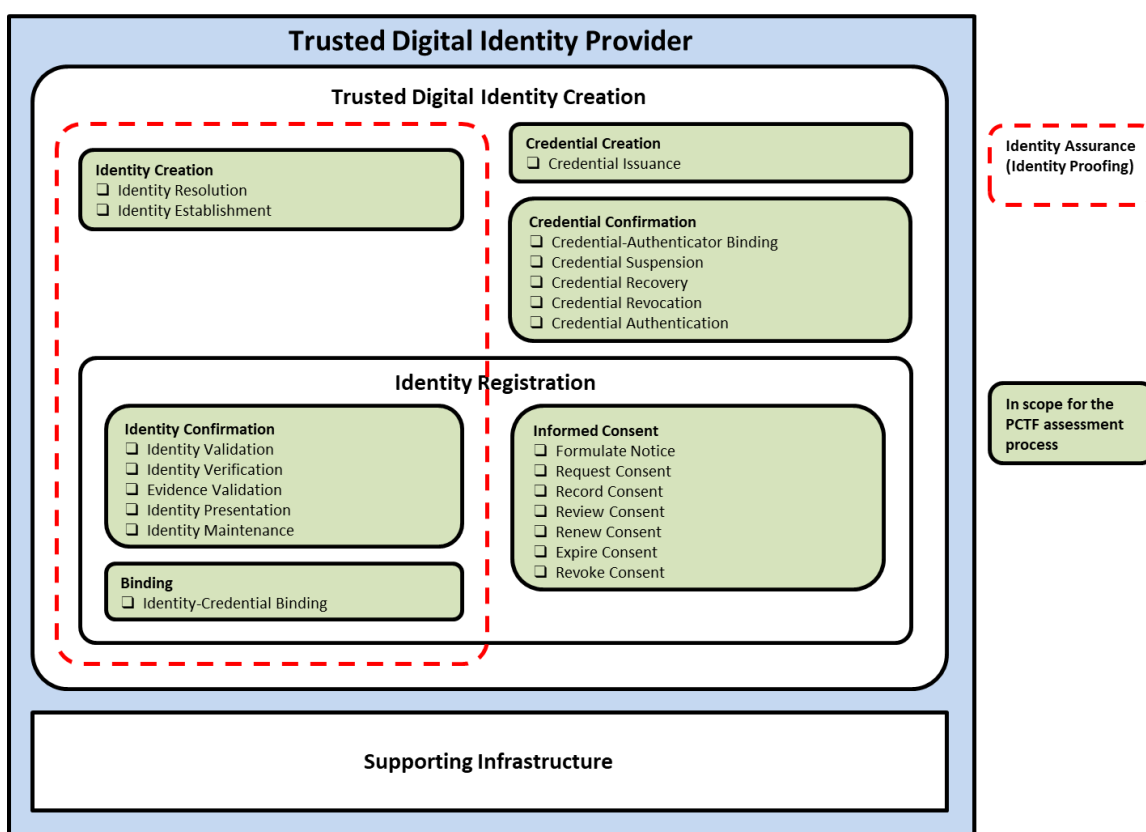 Trusted Digital Identity Provider
Trusted Digital Identity Creation
Identity Creation
❑ Identity Resolution
❑ Identity Establishment
Credential Creation
❑ Credential Issuance
Credential Confirmation
❑ Credential-Authenticator Binding
❑ Credential Suspension
❑ Credential Recovery
❑ Credential Revocation
❑ Credential Authentication
Identity Registration
Identity Confirmation
❑ Identity Validation
❑ Identity Verification
❑ Evidence Validation
❑ Identity Presentation
❑ Identity Maintenance
Binding
❑ Identity-Credential Binding
Informed Consent
❑ Formulate Notice
❑ Request Consent
❑ Record Consent
❑ Review Consent
❑ Renew Consent
❑ Expire Consent
❑ Revoke Consent
Supporting Infrastructure
Identity Assurance
(Identity Proofing)
In scope for the
PCTF assessment
process